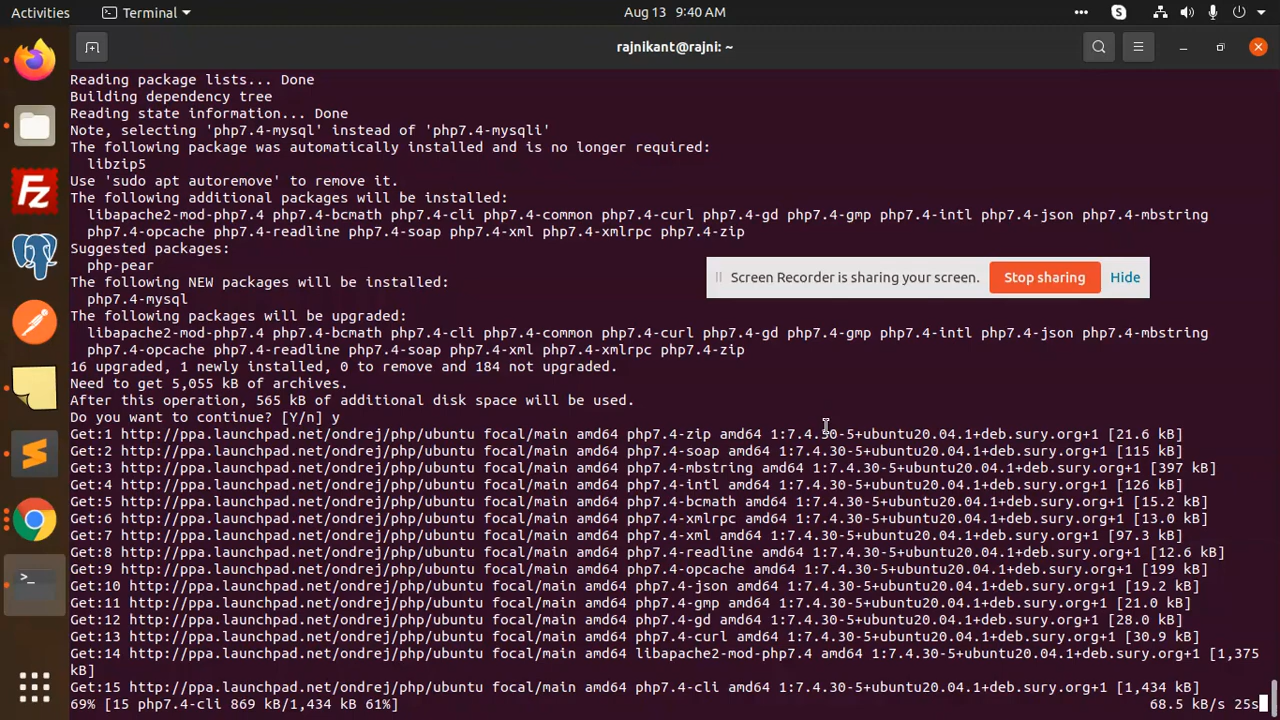 Activities
Terminal
Aug 13 9:40 AM
rajnikant@rajni: ~
Reading package lists... Done
Building dependency tree
Reading state information... Done
Note, selecting 'php7.4-mysql' instead of 'php7.4-mysqli'
The following package was automatically installed and is no longer required:
libzip5
Use 'sudo apt autoremove' to remove it.
The following additional packages will be installed:
libapache2-mod-php7.4 php7.4-bcmath php7.4-cli php7.4-common php7.4-curl php7.4-gd php7.4-gmp php7.4-intl php7.4-json php7.4-mbstring
php7.4-opcache php7.4-readline php7.4-soap php7.4-xml php7.4-xmlrpc php7.4-zip
Suggested packages:
php-pear
The following NEW packages will be installed:
php7.4-mysql
The following packages will be upgraded:
libapache2-mod-php7.4 php7.4-bcmath php7.4-cli php7.4-common php7.4-curl php7.4-gd php7.4-gmp php7.4-intl php7.4-json php7.4-mbstring
php7.4-opcache php7.4-readline php7.4-soap php7.4-xml php7.4-xmlrpc php7.4-zip
16 upgraded, 1 newly installed, 0 to remove and 184 not upgraded.
Need to get 5,055 kB of archives.
After this operation, 565 kB of additional disk space will be used.
Do you want to continue? [Y/n] y
Get:1 http://ppa.launchpad.net/ondrej/php/ubuntu focal/main amd64 php7.4-zip amd64 1:7.4.30-5+ubuntu20.04.1+deb.sury.org+1 [21.6 kB]
Get:2 http://ppa.launchpad.net/ondrej/php/ubuntu focal/main amd64 php7.4-soap amd64 1:7.4.30-5+ubuntu20.04.1+deb.sury.org+1 [115 kB]
Get:3 http://ppa.launchpad.net/ondrej/php/ubuntu focal/main amd64 php7.4-mbstring amd64 1:7.4.30-5+ubuntu20.04.1+deb.sury.org+1 [397 kB]
Get:4 http://ppa.launchpad.net/ondrej/php/ubuntu focal/main amd64 php7.4-intl amd64 1:7.4.30-5+ubuntu20.04.1+deb.sury.org+1 [126 kB]
Get:5 http://ppa.launchpad.net/ondrej/php/ubuntu focal/main amd64 php7.4-bcmath amd64 1:7.4.30-5+ubuntu20.04.1+deb.sury.org+1 [15.2 kB]
Get:6 http://ppa.launchpad.net/ondrej/php/ubuntu focal/main amd64 php7.4-xmlrpc amd64 1:7.4.30-5+ubuntu20.04.1+deb.sury.org+1 [13.0 kB]
Get:7 http://ppa.launchpad.net/ondrej/php/ubuntu focal/main amd64 php7.4-xml amd64 1:7.4.30-5+ubuntu20.04.1+deb.sury.org+1 [97.3 kB]
Get:8 http://ppa.launchpad.net/ondrej/php/ubuntu focal/main amd64 php7.4-readline amd64 1:7.4.30-5+ubuntu20.04.1+deb.sury.org+1 [12.6 kB]
Get:9 http://ppa.launchpad.net/ondrej/php/ubuntu focal/main amd64 php7.4-opcache amd64 1:7.4.30-5+ubuntu20.04.1+deb.sury.org+1 [199 kB]
Get:10 http://ppa.launchpad.net/ondrej/php/ubuntu focal/main amd64 php7.4-json amd64 1:7.4.30-5+ubuntu20.04.1+deb.sury.org+1 [19.2 kB]
Get:11 http://ppa.launchpad.net/ondrej/php/ubuntu focal/main amd64 php7.4-gmp amd64 1:7.4.30-5+ubuntu20.04.1+deb.sury.org+1 [21.0 kB]
Get:12 http://ppa.launchpad.net/ondrej/php/ubuntu focal/main amd64 php7.4-gd amd64 1:7.4.30-5+ubuntu20.04.1+deb.sury.org+1 [28.0 kB]
Get:13 http://ppa.launchpad.net/ondrej/php/ubuntu focal/main amd64 php7.4-curl amd64 1:7.4.30-5+ubuntu20.04.1+deb.sury.org+1 [30.9 kB]
Get:14 http://ppa.launchpad.net/ondrej/php/ubuntu focal/main amd64 libapache2-mod-php7.4 amd64 1:7.4.30-5+ubuntu20.04.1+deb.sury.org+1 [1,375
kB]
Get:15 http://ppa.launchpad.net/ondrej/php/ubuntu focal/main amd64 php7.4-cli amd64 1:7.4.30-5+ubuntu20.04.1+deb.sury.org+1 [1,434 kB]
69% [15 php7.4-cli 869 kB/1,434 kB 61%] 68.5 kB/s 25s
Screen Recorder is sharing your screen.
Stop sharing
Hide